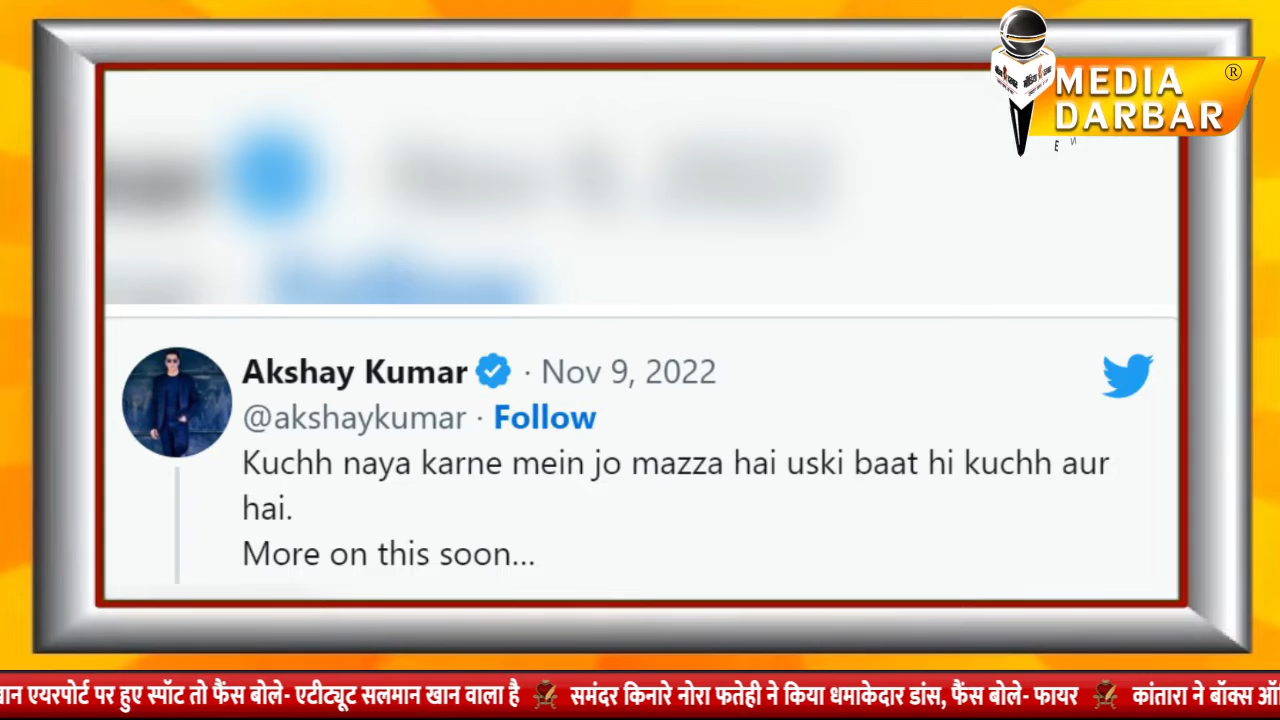 MEDIA
DARBAR
®
Akshay Kumar · Nov 9, 2022
@akshaykumar · Follow
Kuchh naya karne mein jo mazza hai uski baat hi kuchh aur
hai.
More on this soon...
एयरपोर्ट पर हुए स्पॉट तो फैंस बोले- एटीट्यूट सलमान खान वाला है समंदर किनारे नोरा फतेही ने किया धमाकेदार डांस, फैंस बोले- फायर कांतारा ने बॉक्स